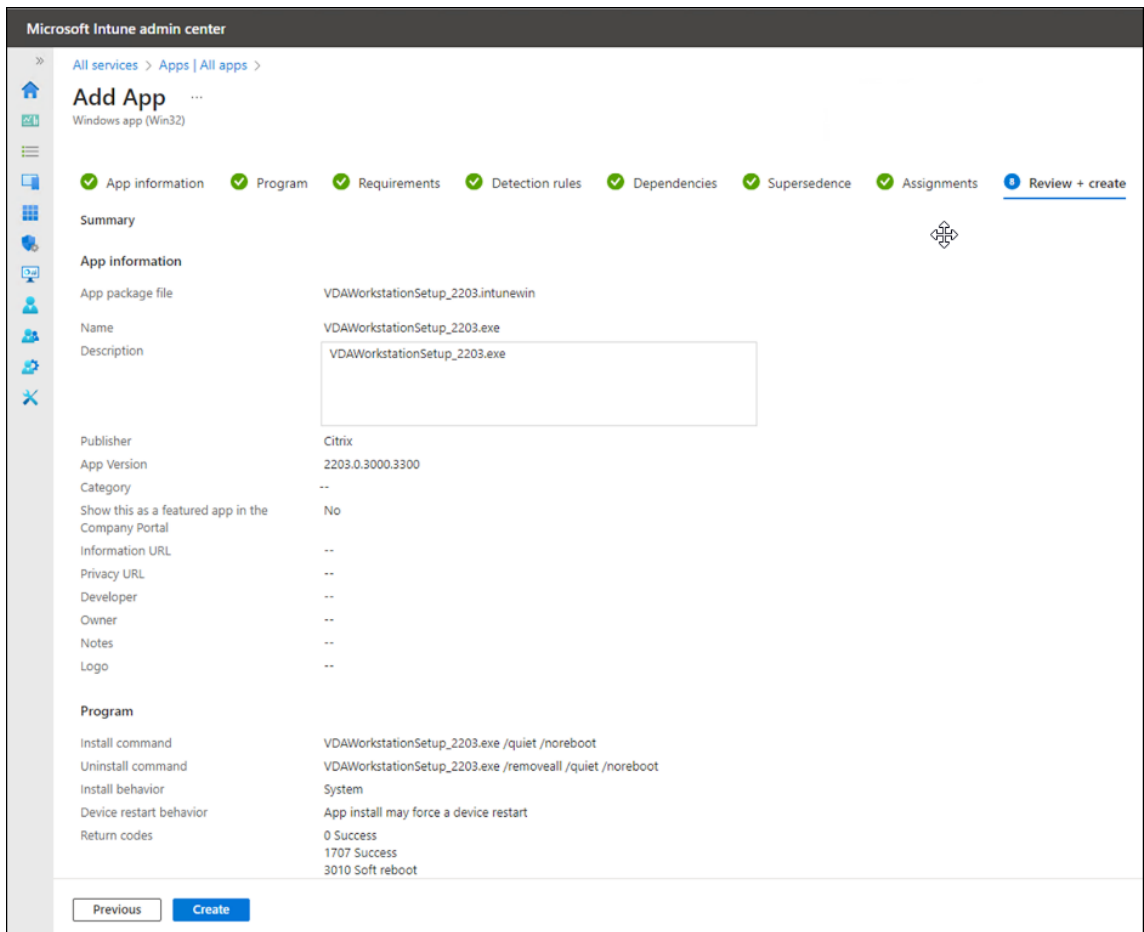 Microsoft Intune admin center
»
All services > Apps | All apps >
Add App ...
Windows app (Win32)
App information Program Requirements Detection rules Dependencies Supersedence Assignments 8 Review + create
Summary
App information
App package file VDAWorkstationSetup_2203.intunewin
Name VDAWorkstationSetup_2203.exe
Description VDAWorkstationSetup_2203.exe
Publisher Citrix
App Version 2203.0.3000.3300
Category --
Show this as a featured app in the No
Company Portal
Information URL --
Privacy URL --
Developer --
Owner --
Notes --
Logo --
Program
Install command VDAWorkstationSetup_2203.exe /quiet /noreboot
Uninstall command VDAWorkstationSetup_2203.exe /removeall /quiet /noreboot
Install behavior System
Device restart behavior App install may force a device restart
Return codes 0 Success
1707 Success
3010 Soft reboot
Previous Create